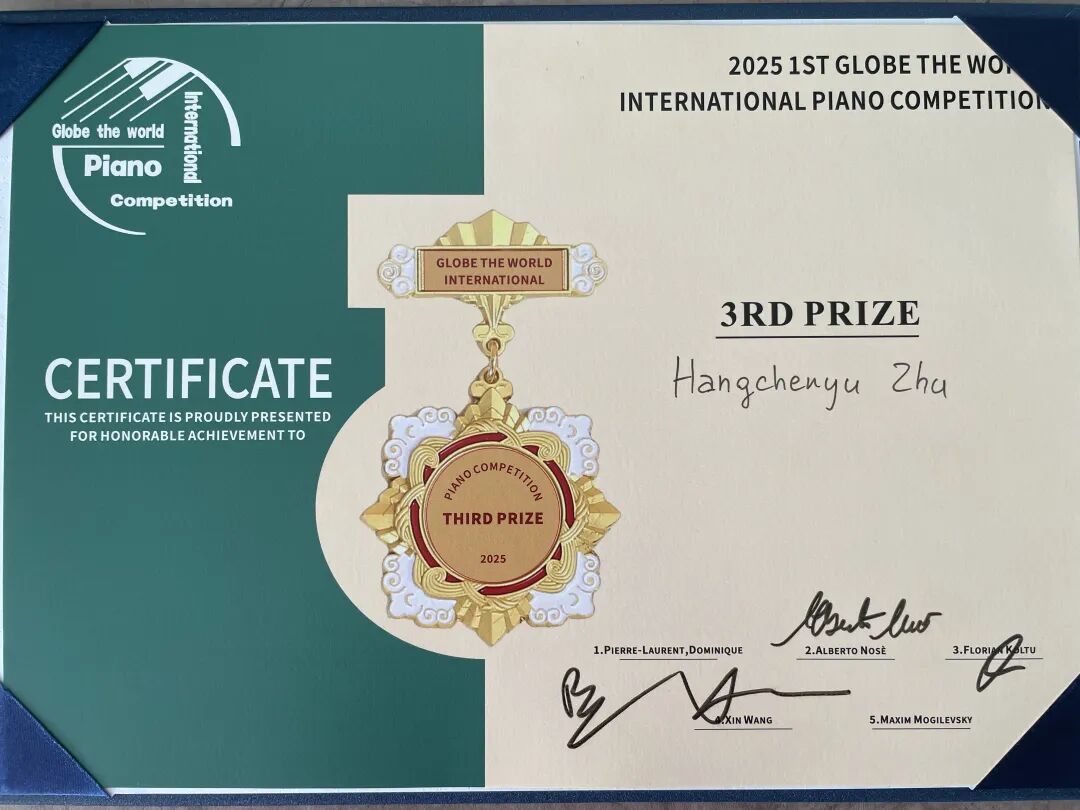 Globe the world
International
Piano
Competition
2025 1ST GLOBE THE
INTERNATIONAL PIANO COMPETITION
GLOBE THE WORLD
INTERNATIONAL
3RD PRIZE
Hangchenyu Zhu
CERTIFICATE
THIS CERTIFICATE IS PROUDLY PRESENTED
FOR HONORABLE ACHIEVEMENT TO
PIANO COMPETITION
THIRD PRIZE
2025
1.PIERRE-LAURENT,DOMINIQUE
2.ALBERTO NOSÈ
3.FLORIAN KOLTU
4.XIN WANG
5.MAXIM MOGILEVSKY